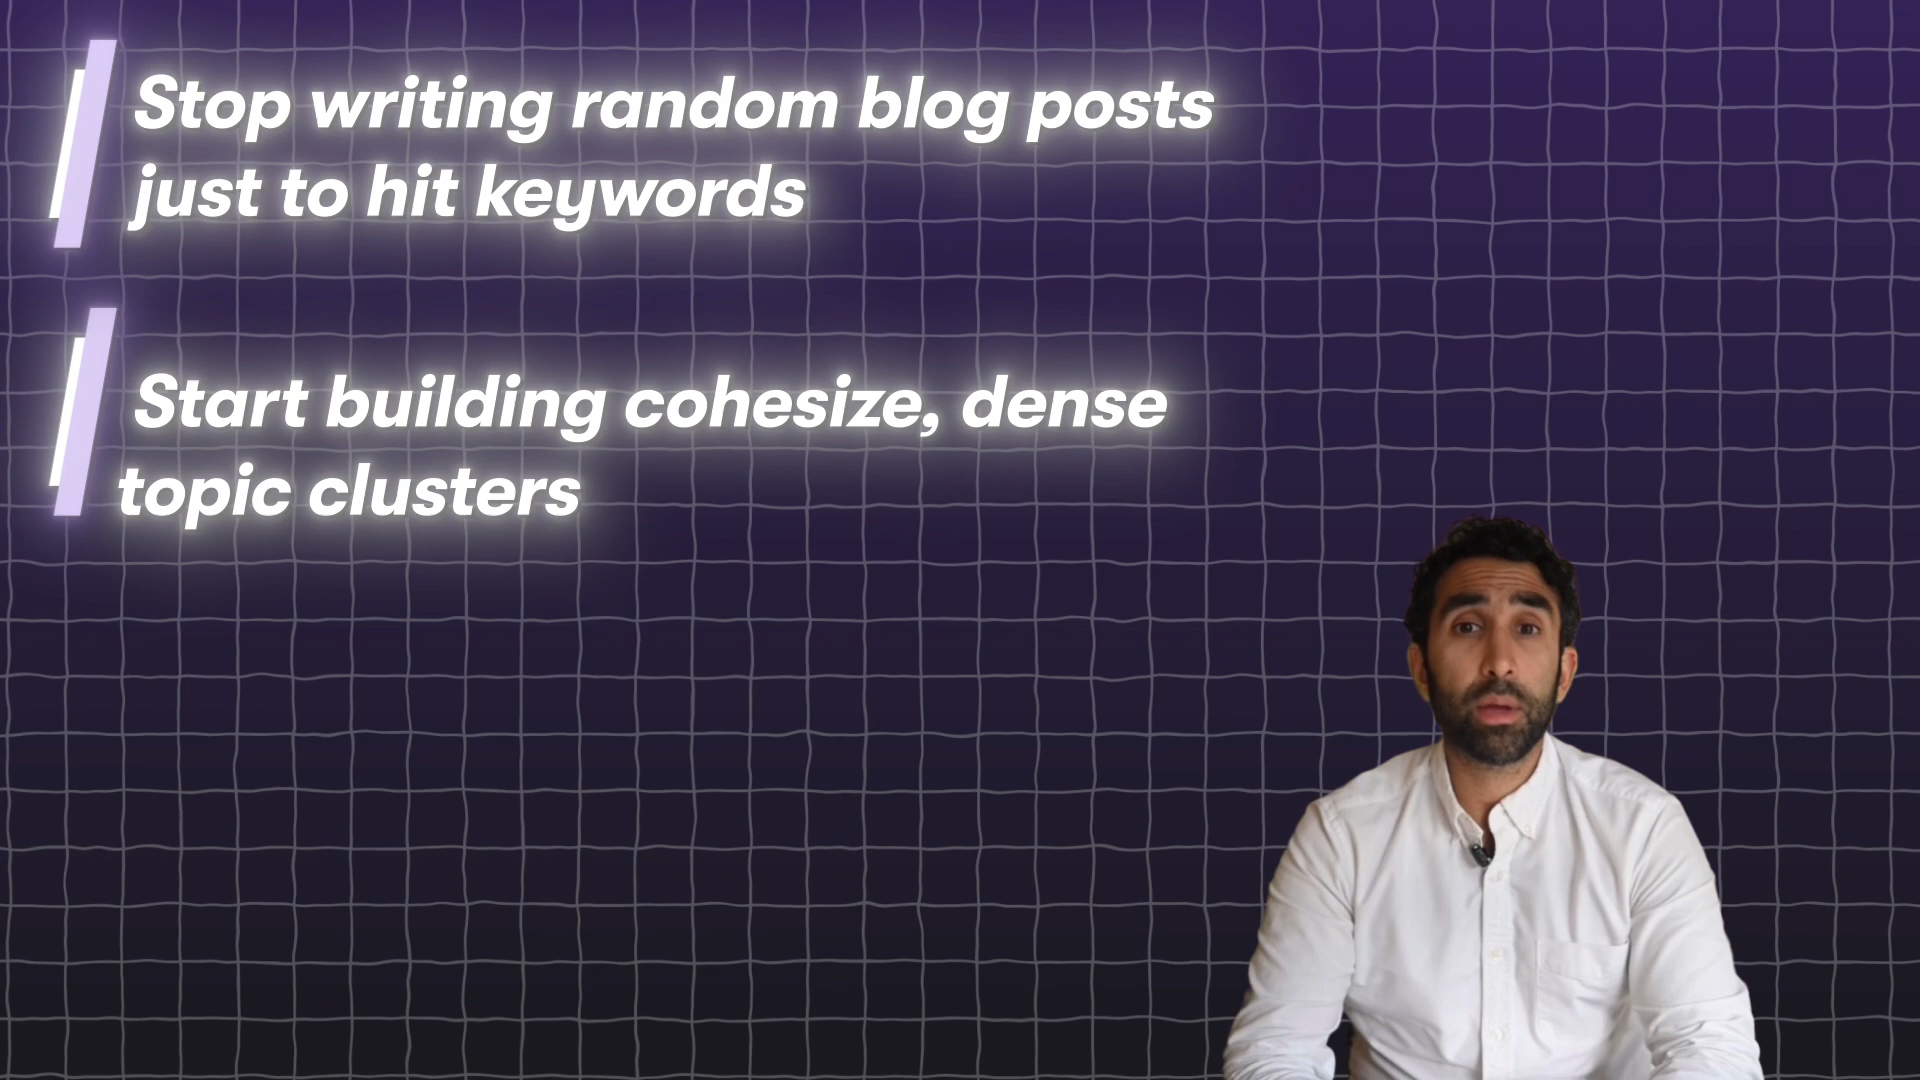 Stop writing random blog posts
just to hit keywords
Start building cohesize, dense
topic clusters